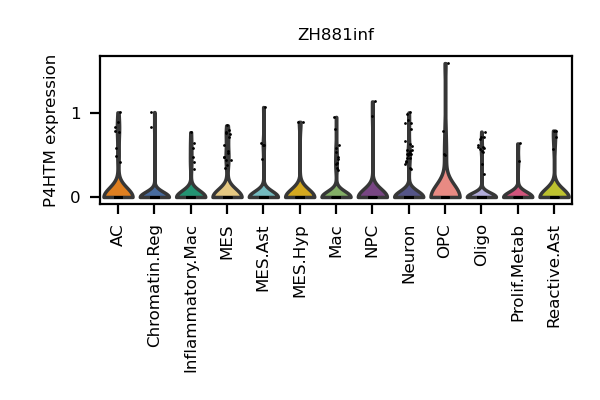 ZH881inf
P4HTM expression
1
0
AC
Chromatin.Reg
Inflammatory.Mac
MES
MES.Ast
MES.Hyp
Mac
NPC
Neuron
OPC
Oligo
Prolif.Metab
Reactive.Ast